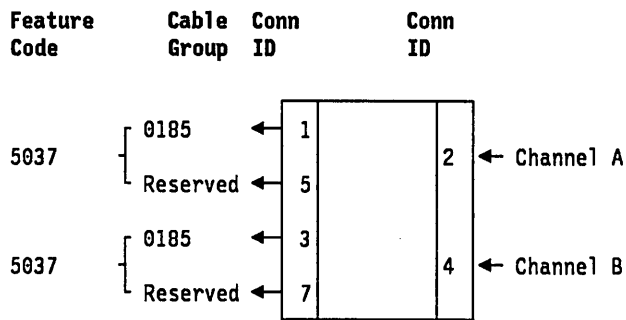 Feature Cable Conn Conn
Code Group ID ID
0185 1
5037 2 Channel A
Reserved 5
0185 3
5037 4 Channel B
Reserved 7